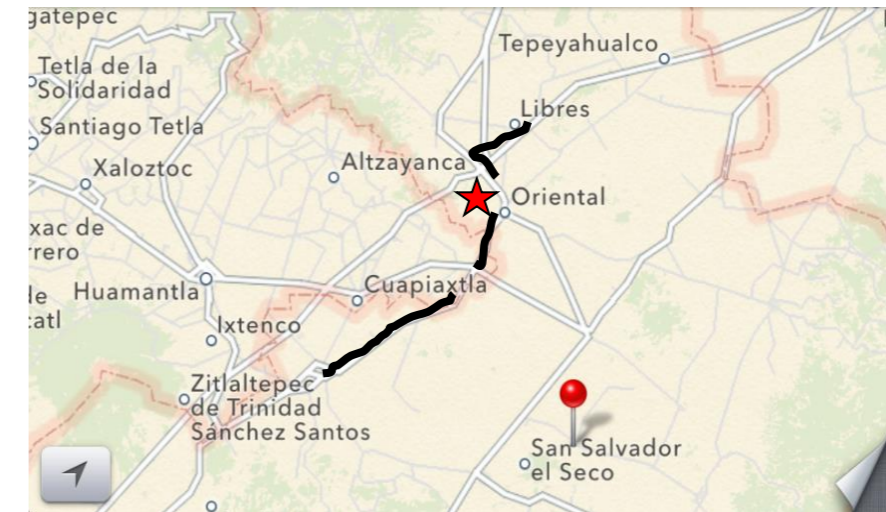 gatepec
Tepeyahualco
Tetla de la
Solidaridad
Libres
Santiago Tetla
Altzayanca
Xaloztoc
Oriental
xac de
rrero
Cuapiaxtla
de
Huamantla
catl
Ixtenco
Zitlaltepec
de Trinidad
Sánchez Santos
San Salvador
el Seco